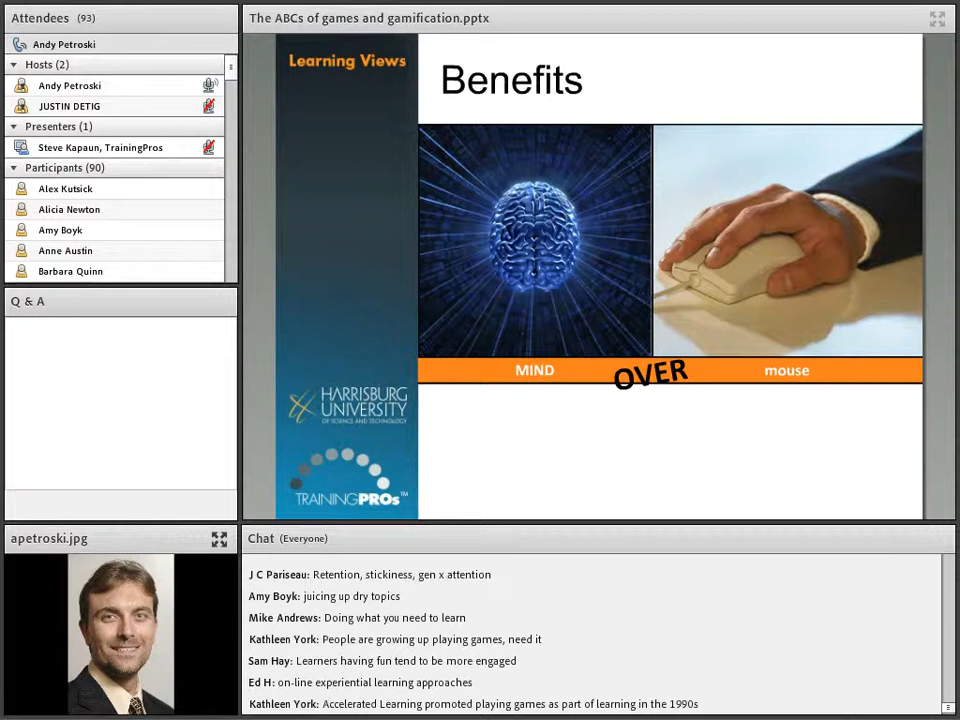 Attendees (93)
Andy Petroski
Hosts (2)
Andy Petroski
JUSTIN DETIG
Presenters (1)
Steve Kapaun, TrainingPros
Participants (90)
Alex Kutsick
Alicia Newton
Amy Boyk
Anne Austin
Barbara Quinn
Q & A
apetroski.jpg
The ABCs of games and gamification.pptx
Learning Views
HARRISBURG
UNIVERSITY
OF SCIENCE AND TECHNOLOGY
TRAININGPROs™
Benefits
MIND OVER mouse
Chat (Everyone)
J C Pariseau: Retention, stickiness, gen x attention
Amy Boyk: juicing up dry topics
Mike Andrews: Doing what you need to learn
Kathleen York: People are growing up playing games, need it
Sam Hay: Learners having fun tend to be more engaged
Ed H: on-line experiential learning approaches
Kathleen York: Accelerated Learning promoted playing games as part of learning in the 1990s